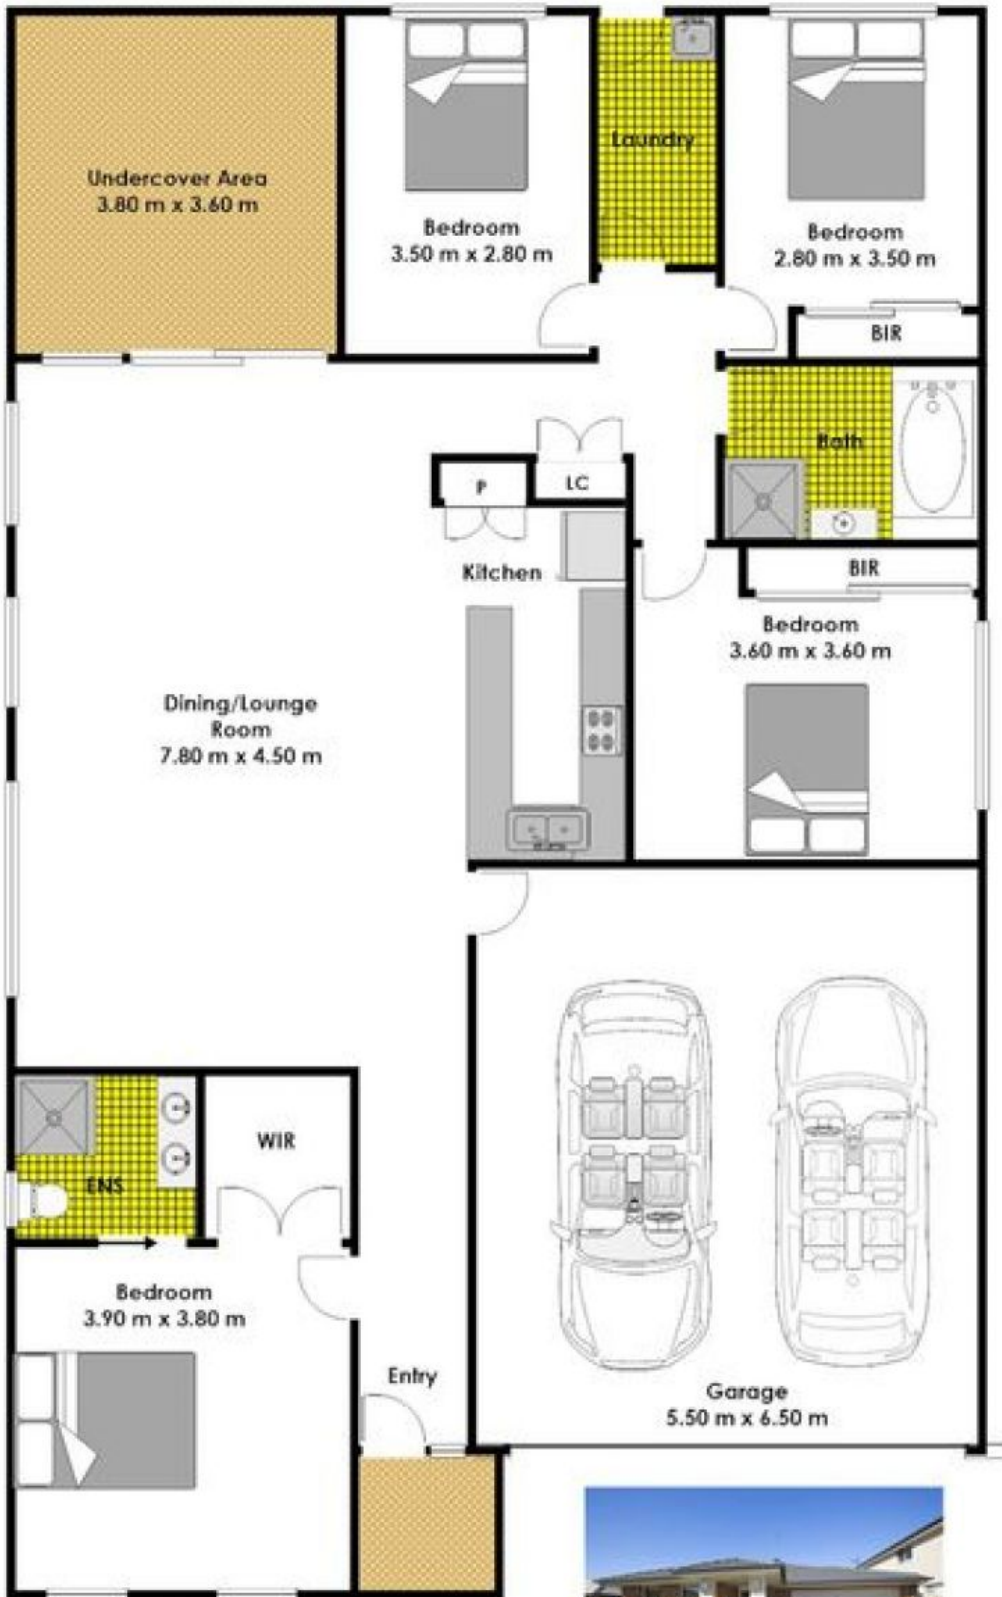 Undercover Area
3.80 m x 3.60 m
Bedroom
3.50 m x 2.80 m
Laundry
Bedroom
2.80 m x 3.50 m
BIR
Bath
P
LC
Kitchen
BIR
Bedroom
3.60 m x 3.60 m
Dining/Lounge
Room
7.80 m x 4.50 m
WIR
ENS
Bedroom
3.90 m x 3.80 m
Entry
Garage
5.50 m x 6.50 m